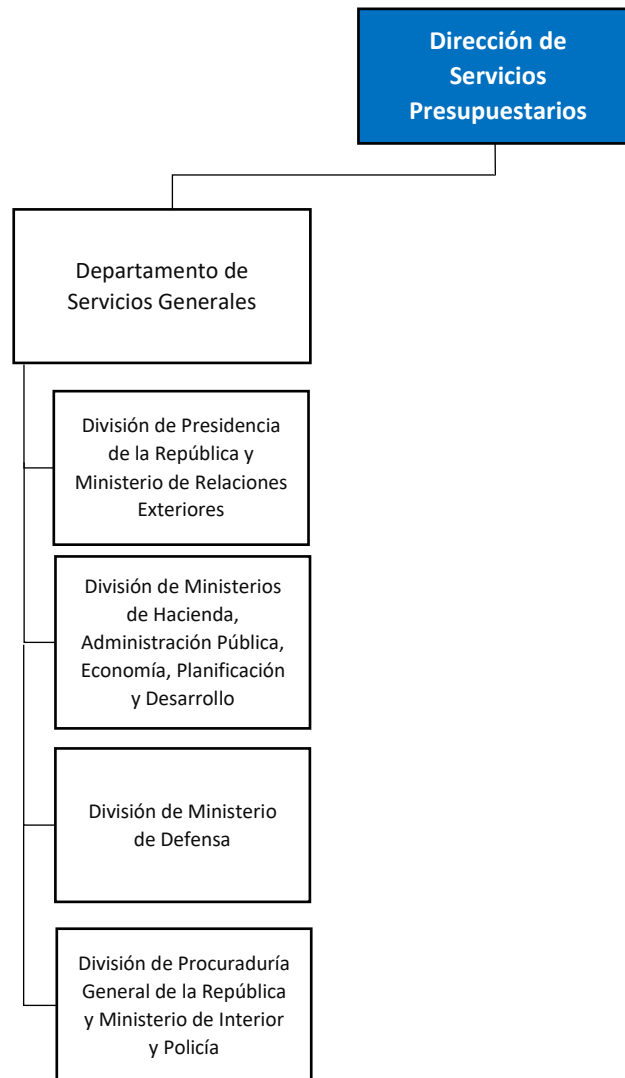 Dirección de
Servicios
Presupuestarios
Departamento de
Servicios Generales
División de Presidencia
de la República y
Ministerio de Relaciones
Exteriores
División de Ministerios
de Hacienda,
Administración Pública,
Economía, Planificación
y Desarrollo
División de Ministerio
de Defensa
División de Procuraduría
General de la República
y Ministerio de Interior
y Policía